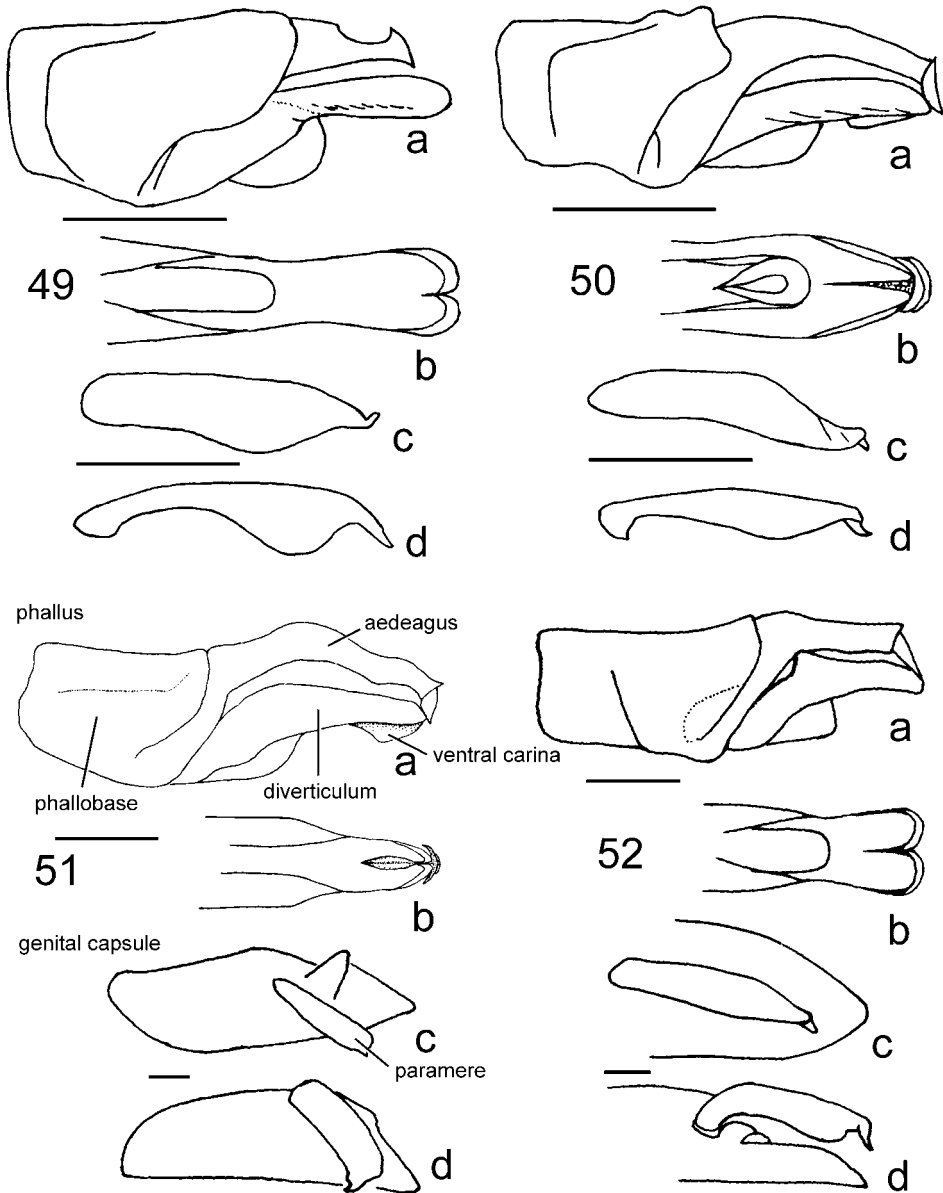 a
49
b
c
d
a
50
b
c
d
phallus
aedeagus
a
ventral carina
phallobase
diverticulum
51
b
genital capsule
c
paramere
d
a
52
b
c
d